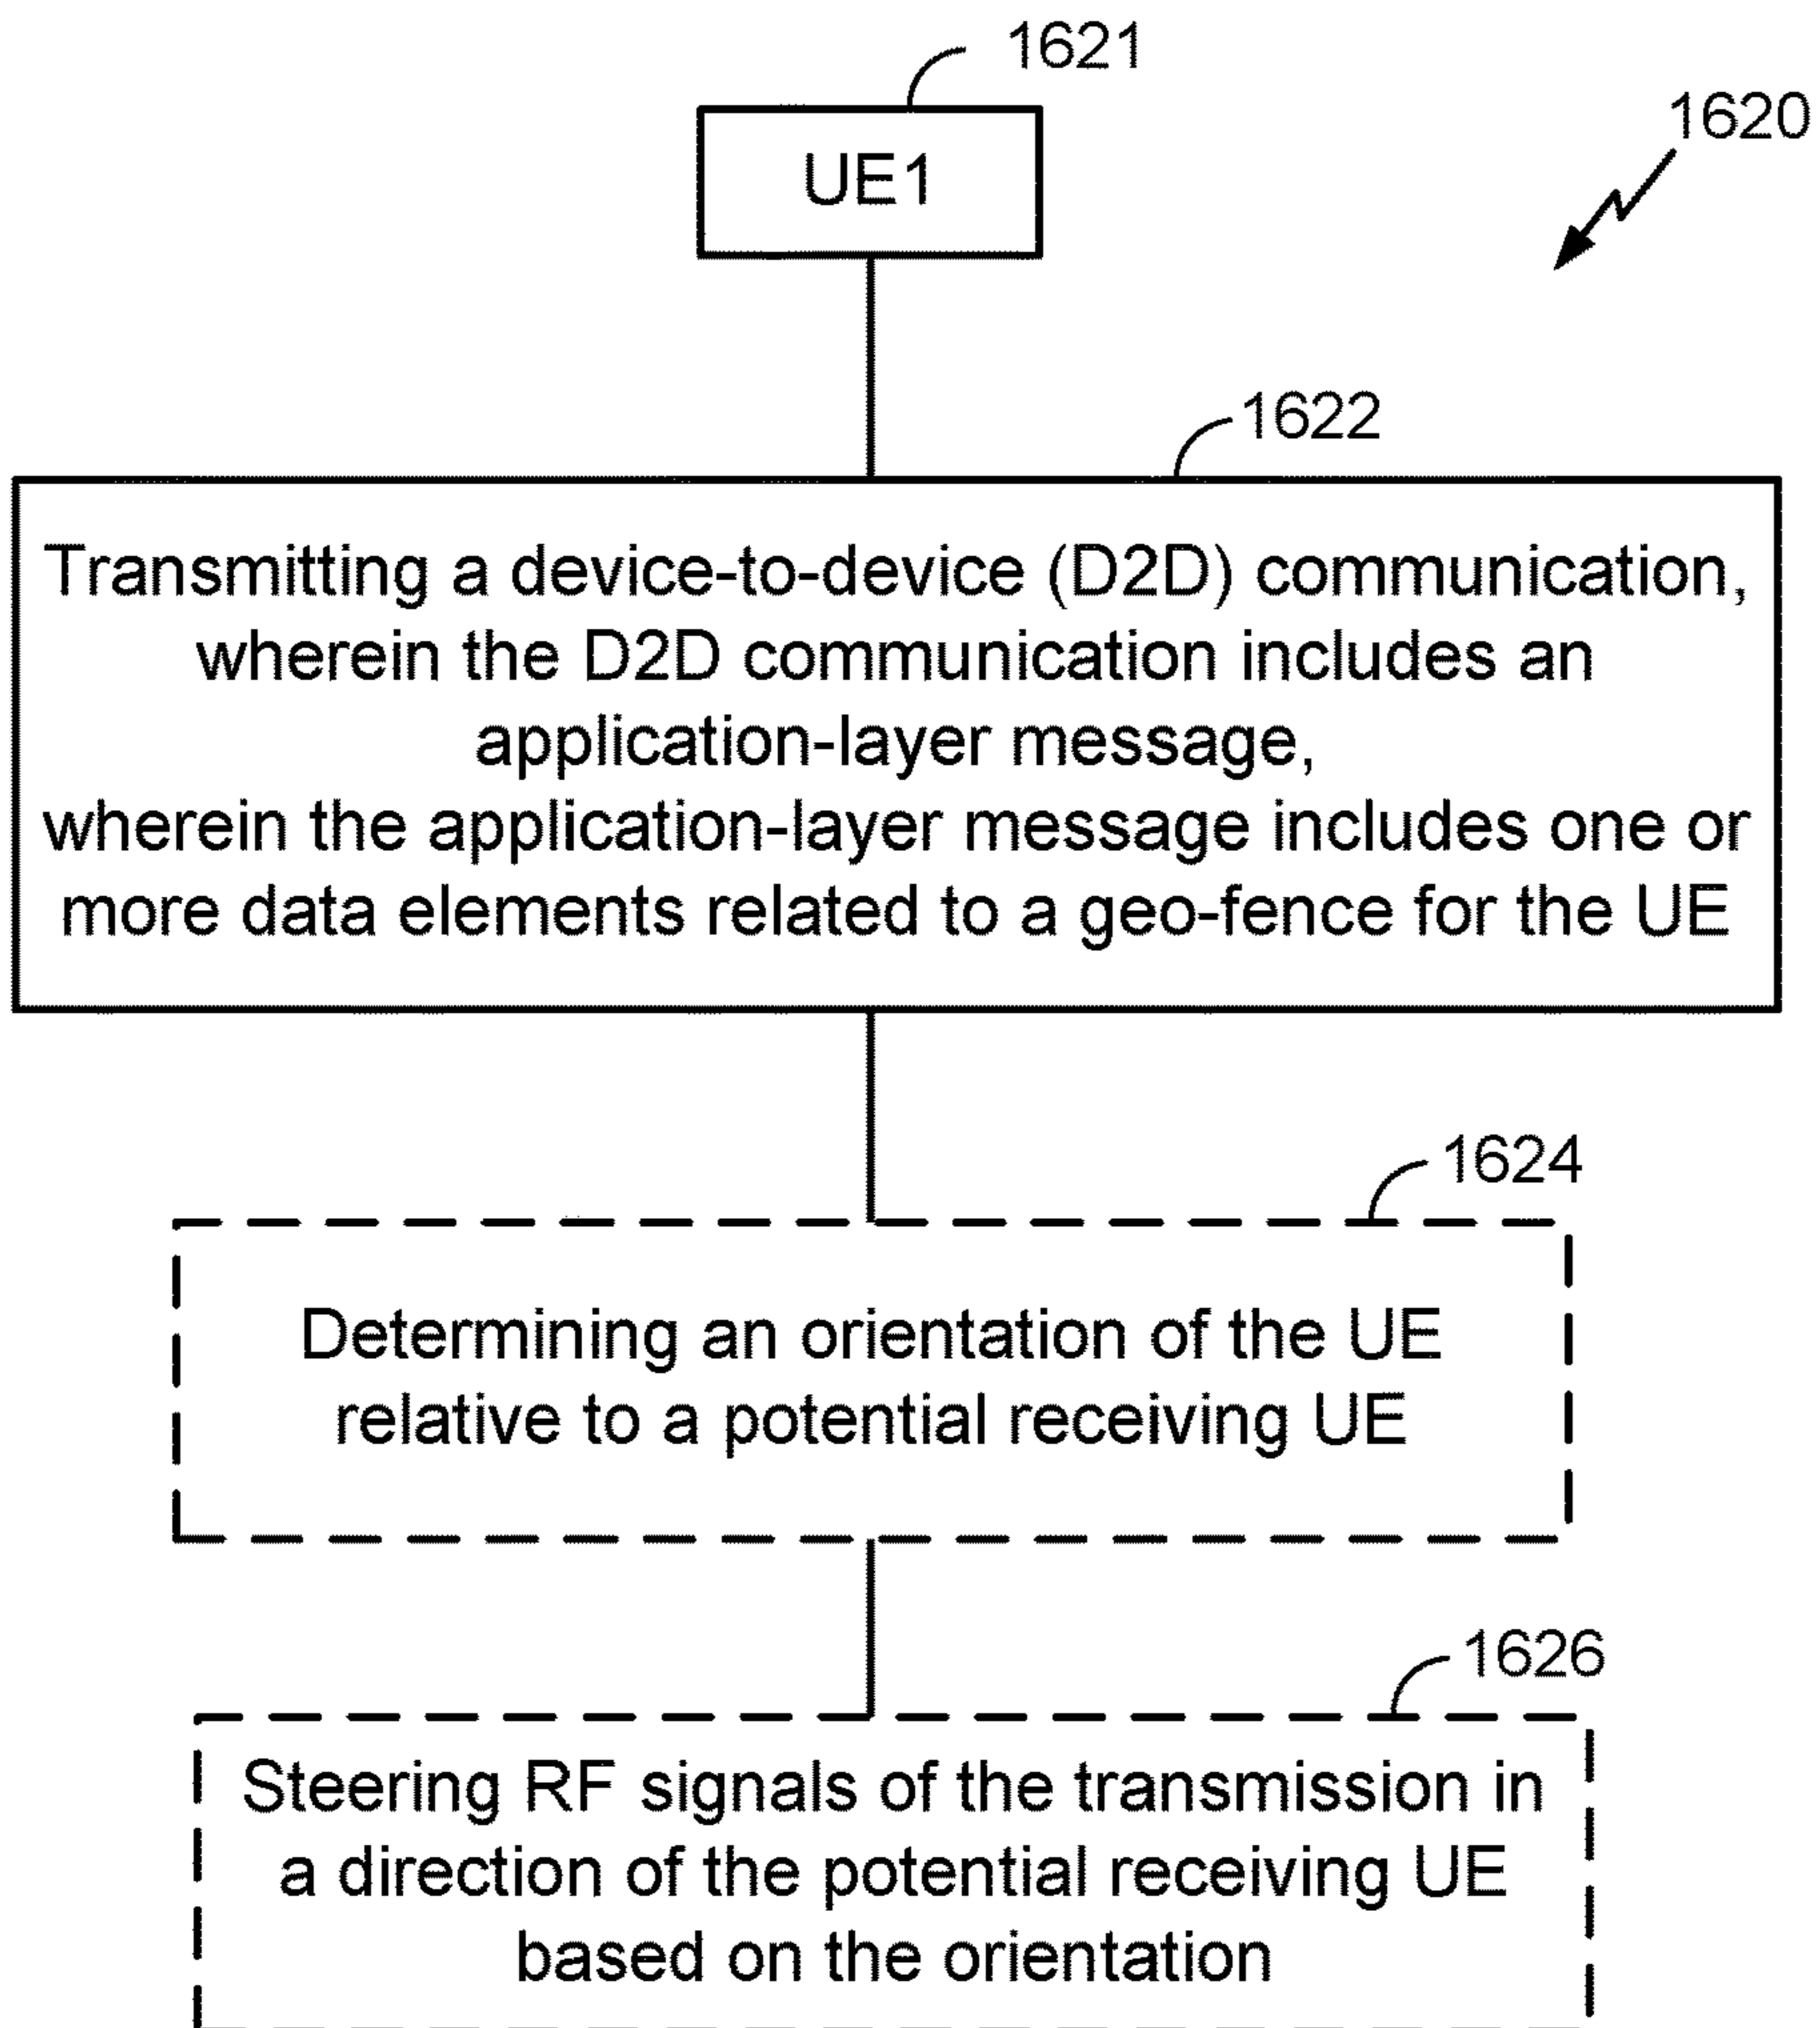 1621
1620
UE1
1622
Transmitting a device-to-device (D2D) communication,
wherein the D2D communication includes an
application-layer message,
wherein the application-layer message includes one or
more data elements related to a geo-fence for the UE
1624
Determining an orientation of the UE
relative to a potential receiving UE
1626
Steering RF signals of the transmission in
a direction of the potential receiving UE
based on the orientation